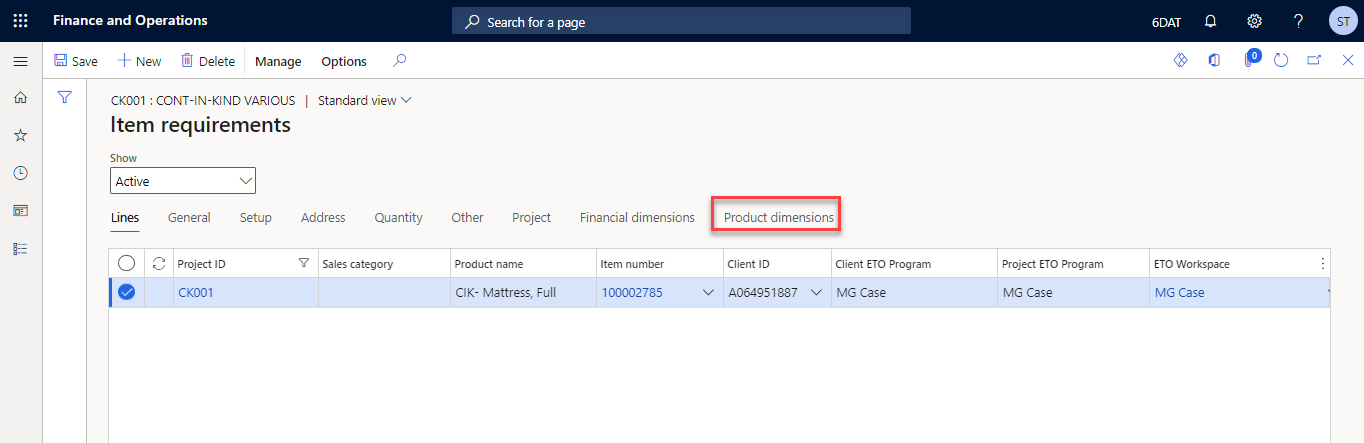 Finance and Operations
Search for a page
6DAT
?
ST
Save
New
Delete
Manage
Options
0
CK001 : CONT-IN-KIND VARIOUS | Standard view
Item requirements
Show
Active
Lines General Setup Address Quantity Other Project Financial dimensions Product dimensions
Project ID Sales category Product name Item number Client ID Client ETO Program Project ETO Program ETO Workspace
CK001 CIK- Mattress, Full 100002785 A064951887 MG Case MG Case MG Case